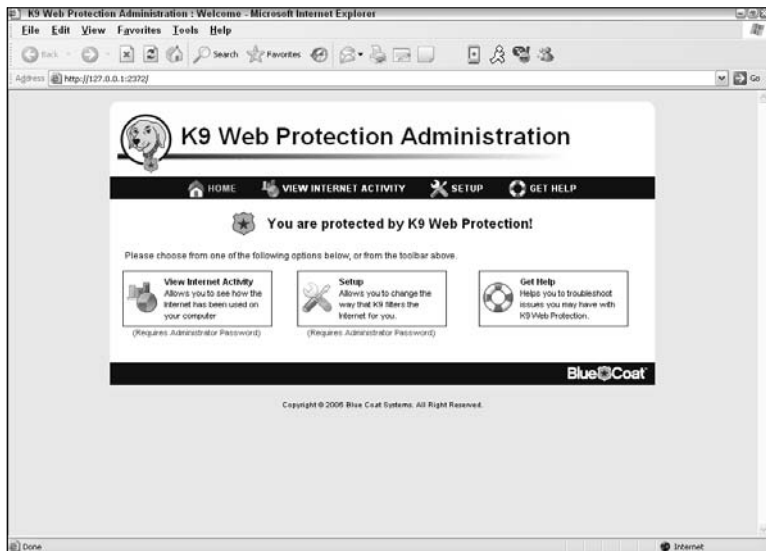 K9 Web Protection Administration : Welcome - Microsoft Internet Explorer
File Edit View Favorites Tools Help
Back Search Favorites
Address http://127.0.0.1:2372/ Go
K9 Web Protection Administration
HOME VIEW INTERNET ACTIVITY SETUP GET HELP
You are protected by K9 Web Protection!
Please choose from one of the following options below, or from the toolbar above.
View Internet Activity
Allows you to see how the
Internet has been used on
your computer
(Requires Administrator Password)
Setup
Allows you to change the
way that K9 filters the
Internet for you.
(Requires Administrator Password)
Get Help
Helps you to troubleshoot
issues you may have with
K9 Web Protection.
Blue Coat
Copyright © 2006 Blue Coat Systems. All Right Reserved.
Done Internet